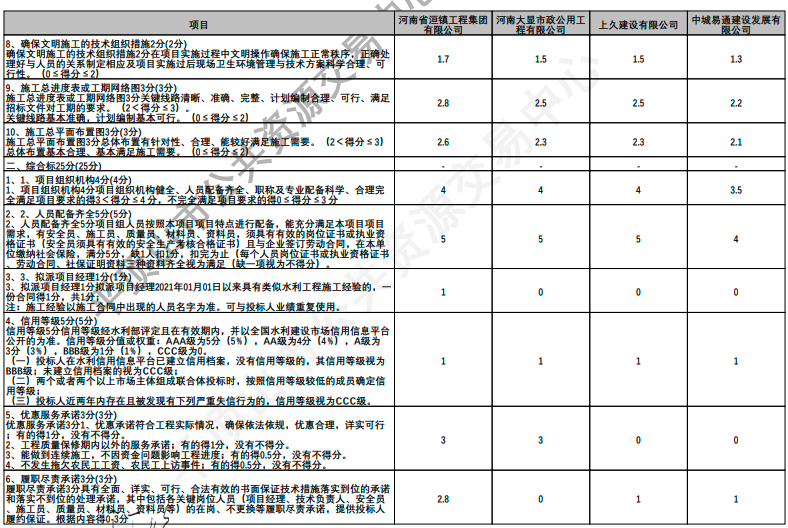 项目
河南省洹镇工程集团
有限公司
河南大显市政公用工
程有限公司
上久建设有限公司
中城易通建设发展有
限公司
8、确保文明施工的技术组织措施2分(2分)
确保文明施工的技术组织措施2分在项目实施过程中文明操作确保施工正常秩序，正确处
理好与人员的关系制定相应及项目实施过后现场卫生环境管理与技术方案科学合理、可
行性。（0≤得分≤2）
1.7
1.5
1.5
1.3
9、施工总进度表或工期网络图3分(3分)
施工总进度表或工期网络图3分关键线路清晰、准确、完整、计划编制合理、可行、满足
招标文件对工期的要求。（2＜得分≤3）。
关键线路基本准确，计划编制基本可行。（0≤得分≤2）
2.8
2.5
2.5
2.2
10、施工总平面布置图3分(3分)
施工总平面布置图3分总体布置有针对性、合理、能较好满足施工需要。（2＜得分≤3）
总体布置基本合理、基本满足施工需要。（0≤得分≤2）
2.6
2.3
2.3
2.1
二、综合标25分(25分)
-
-
-
-
1、1、项目组织机构4分(4分)
1、项目组织机构4分项目组织机构健全、人员配备齐全、职称及专业配备科学、合理完
全满足项目要求的得3＜得分≤4 分，不完全满足项目要求的得0≤得分≤3 分
4
4
4
3.5
2、2、人员配备齐全5分(5分)
2、人员配备齐全5分项目组人员按照本项目项目特点进行配备，能充分满足本项目项目
需求，有安全员、施工员、质量员、材料员、资料员，须具有有效的岗位证书或执业资
格证书（安全员须具有有效的安全生产考核合格证书）且与企业签订劳动合同，在本单
位缴纳社会保险，满分5分，缺1人扣1分，扣完为止（每个人员岗位证书或执业资格证书
、劳动合同、社保证明资料三种资料齐全视为满足（缺一项视为不得分）。
5
5
5
4
3、3、拟派项目经理1分(1分)
3、拟派项目经理1分拟派项目经理2021年01月01日以来具有类似水利工程施工经验的，一
份合同得1分，共1分；
注：施工经验以施工合同中出现的人员名字为准。可与投标人业绩重复使用。
1
0
0
0
4、信用等级5分(5分)
信用等级5分信用等级经水利部评定且在有效期内，并以全国水利建设市场信用信息平台
公开的为准。信用等级分值或权重：AAA级为5分（5%），AA级为4分（4%），A级为
3分（3%），BBB级为1分（1%），CCC级为0。
（一）投标人在水利信用信息平台已建立信用档案，没有信用等级的，其信用等级视为
BBB级；未建立信用档案的视为CCC级；
（二）两个或者两个以上市场主体组成联合体投标时，按照信用等级较低的成员确定信
用等级；
（三）投标人近两年内存在且被发现有下列严重失信行为的，信用等级视为CCC级。
1
1
1
1
5、优惠服务承诺3分(3分)
优惠服务承诺3分1、优惠承诺符合工程实际情况，确保依法依规，优惠合理，详实可行
；有的得1分，没有不得分。
2、工程质量保修期内以外的服务承诺；有的得1分，没有不得分。
3、能做到连续施工，不因资金问题影响工程进度；有的得0.5分，没有不得分。
4、不发生拖欠农民工工资、农民工上访事件；有的得0.5分，没有不得分。
3
3
0
0
6、履职尽责承诺3分(3分)
履职尽责承诺3分具有全面、详实、可行、合法有效的书面保证技术措施落实到位的承诺
和落实不到位的处理承诺，其中包括各关键岗位人员（项目经理、技术负责人、安全员
、施工员、质量员、材料员、资料员等）的在岗、不更换等履职尽责承诺，提供投标人
履约保证。根据内容得0-3分
2.8
0
1
1